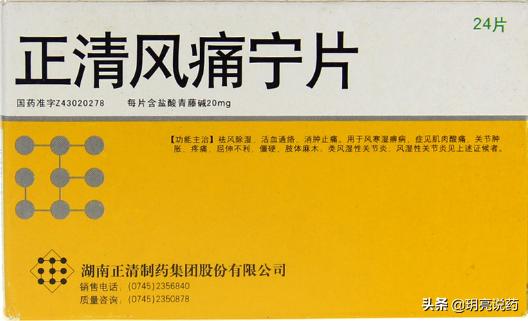 24片
正清风痛宁片
国药准字Z43020278 每片含盐酸青藤碱20mg
【功能主治】祛风除湿、活血通络、消肿止痛。用于风寒湿痹病，症见肌肉酸痛、关节肿
胀、疼痛、屈伸不利、僵硬、肢体麻木、类风湿性关节炎、风湿性关节炎见上述证候者。
湖南正清制药集团股份有限公司
销售电话：(0745)2356840
质量咨询：(0745)2350878
头条 @玥亮说药